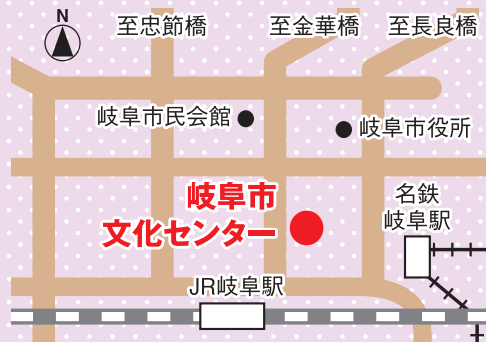 N
至忠節橋
至金華橋
至長良橋
岐阜市民会館
岐阜市役所
岐阜市
文化センター
名鉄
岐阜駅
JR岐阜駅